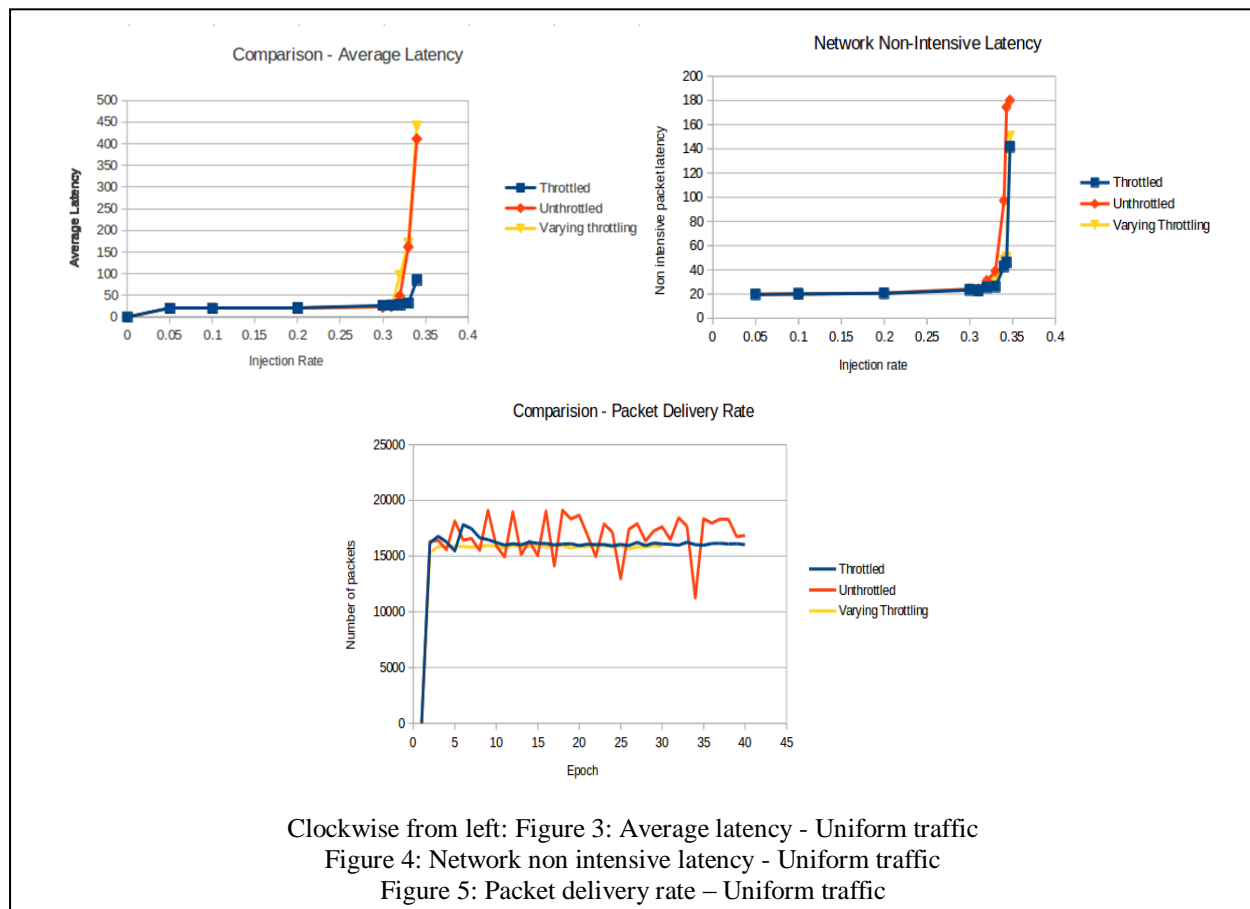 Comparison - Average Latency
500
450
400
350
300
250
200
150
100
50
0
0 0.05 0.1 0.15 0.2 0.25 0.3 0.35 0.4
Average Latency
Injection Rate
Throttled
Unthrottled
Varying throttling
Network Non-Intensive Latency
200
180
160
140
120
100
80
60
40
20
0
0 0.05 0.1 0.15 0.2 0.25 0.3 0.35 0.4
Non intensive packet latency
Injection rate
Throttled
Unthrottled
Varying Throttling
Comparision - Packet Delivery Rate
25000
20000
15000
10000
5000
0
0 5 10 15 20 25 30 35 40 45
Number of packets
Epoch
Throttled
Unthrottled
Varying Throttling
Clockwise from left: Figure 3: Average latency - Uniform traffic
Figure 4: Network non intensive latency - Uniform traffic
Figure 5: Packet delivery rate – Uniform traffic